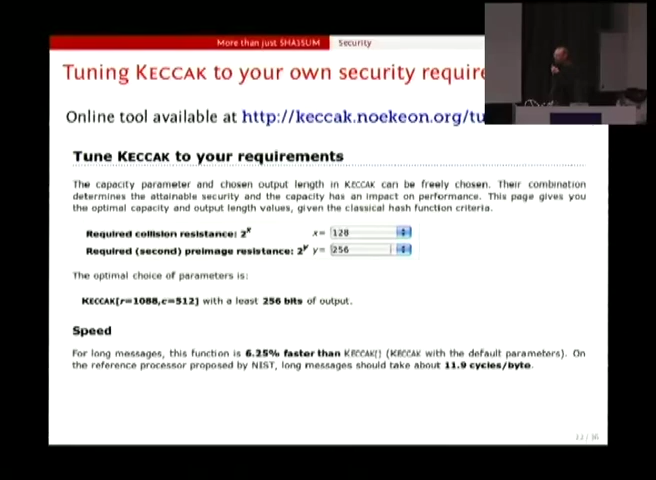 More than just SHA3SUM Security
Tuning KECCAK to your own security require
Online tool available at http://keccak.noekeon.org/tu
Tune KECCAK to your requirements
The capacity parameter and chosen output length in KECCAK can be freely chosen. Their combination
determines the attainable security and the capacity has an impact on performance. This page gives you
the optimal capacity and output length values, given the classical hash function criteria.
Required collision resistance: 2^x x= 128
Required (second) preimage resistance: 2^y y= 256
The optimal choice of parameters is:
KECCAK[r=1088,c=512] with a least 256 bits of output.
Speed
For long messages, this function is 6.25% faster than KECCAK[] (KECCAK with the default parameters). On
the reference processor proposed by NIST, long messages should take about 11.9 cycles/byte.